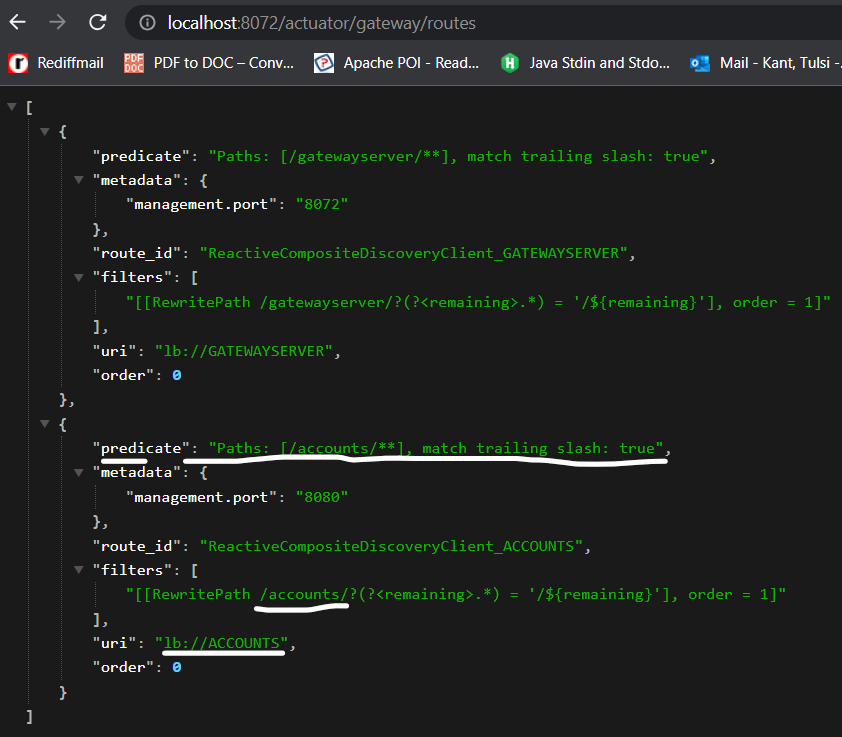 localhost:8072/actuator/gateway/routes
Rediffmail PDF to DOC – Conv... Apache POI - Read... H Java Stdin and Stdo... Mail - Kant, Tulsi -
[
{
"predicate": "Paths: [/gatewayserver/**], match trailing slash: true",
"metadata": {
"management.port": "8072"
},
"route_id": "ReactiveCompositeDiscoveryClient_GATEWAYSERVER",
"filters": [
"[[RewritePath /gatewayserver/?(?<remaining>.*) = '/${remaining}'], order = 1]"
],
"uri": "lb://GATEWAYSERVER",
"order": 0
},
{
"predicate": "Paths: [/accounts/**], match trailing slash: true",
"metadata": {
"management.port": "8080"
},
"route_id": "ReactiveCompositeDiscoveryClient_ACCOUNTS",
"filters": [
"[[RewritePath /accounts/?(?<remaining>.*) = '/${remaining}'], order = 1]"
],
"uri": "lb://ACCOUNTS",
"order": 0
}
]